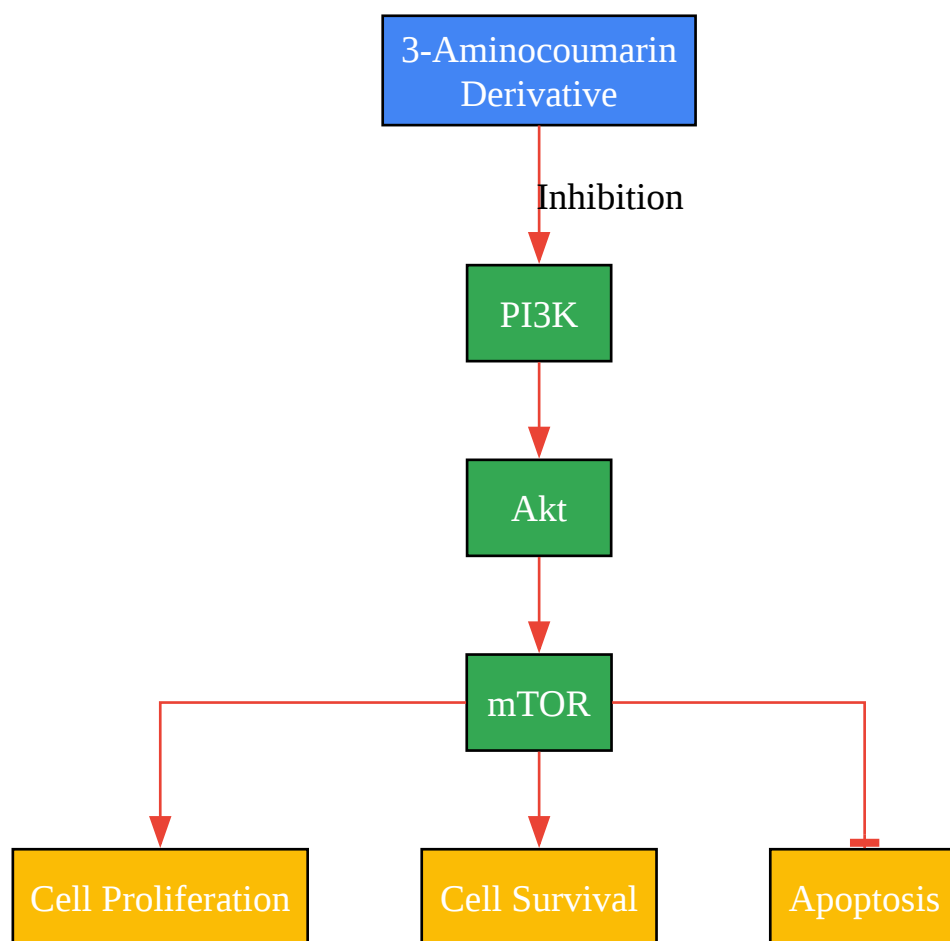 3-Aminocoumarin
Derivative
Inhibition
PI3K
Akt
mTOR
Cell Proliferation
Cell Survival
Apoptosis